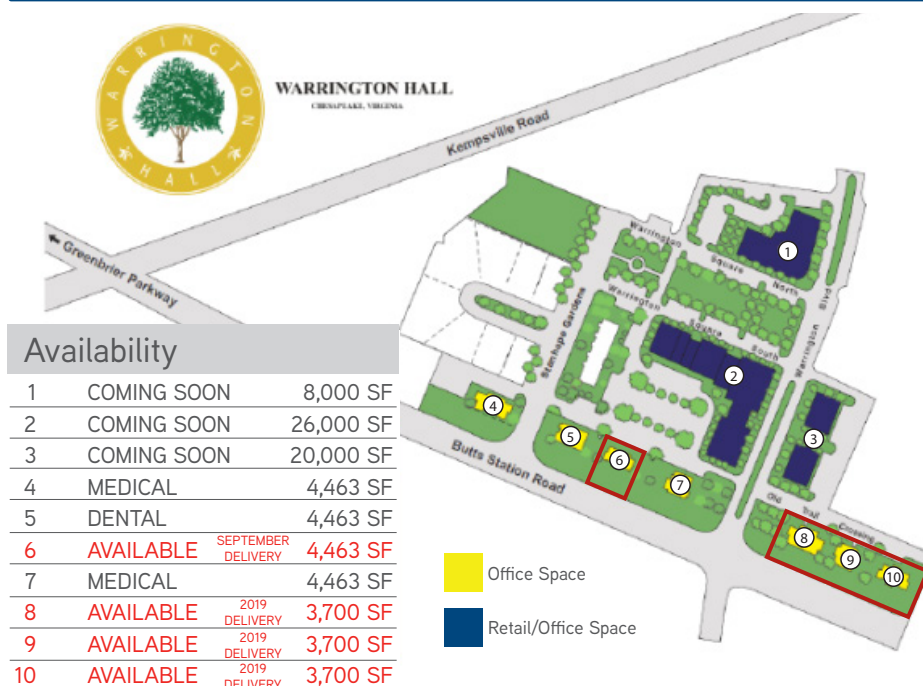 WARRINGTON
HALL
WARRINGTON HALL
CHESAPEAKE, VIRGINIA
Kempsville Road
Greenbrier Parkway
Warrington Square North
Warrington Square South
Stanhape Gardens
Warrington Blvd
Butts Station Road
Old Trail Crossing
1
2
3
4
5
6
7
8
9
10
Availability
1 COMING SOON 8,000 SF
2 COMING SOON 26,000 SF
3 COMING SOON 20,000 SF
4 MEDICAL 4,463 SF
5 DENTAL 4,463 SF
6 AVAILABLE SEPTEMBER DELIVERY 4,463 SF
7 MEDICAL 4,463 SF
8 AVAILABLE 2019 DELIVERY 3,700 SF
9 AVAILABLE 2019 DELIVERY 3,700 SF
10 AVAILABLE 2019 DELIVERY 3,700 SF
Office Space
Retail/Office Space